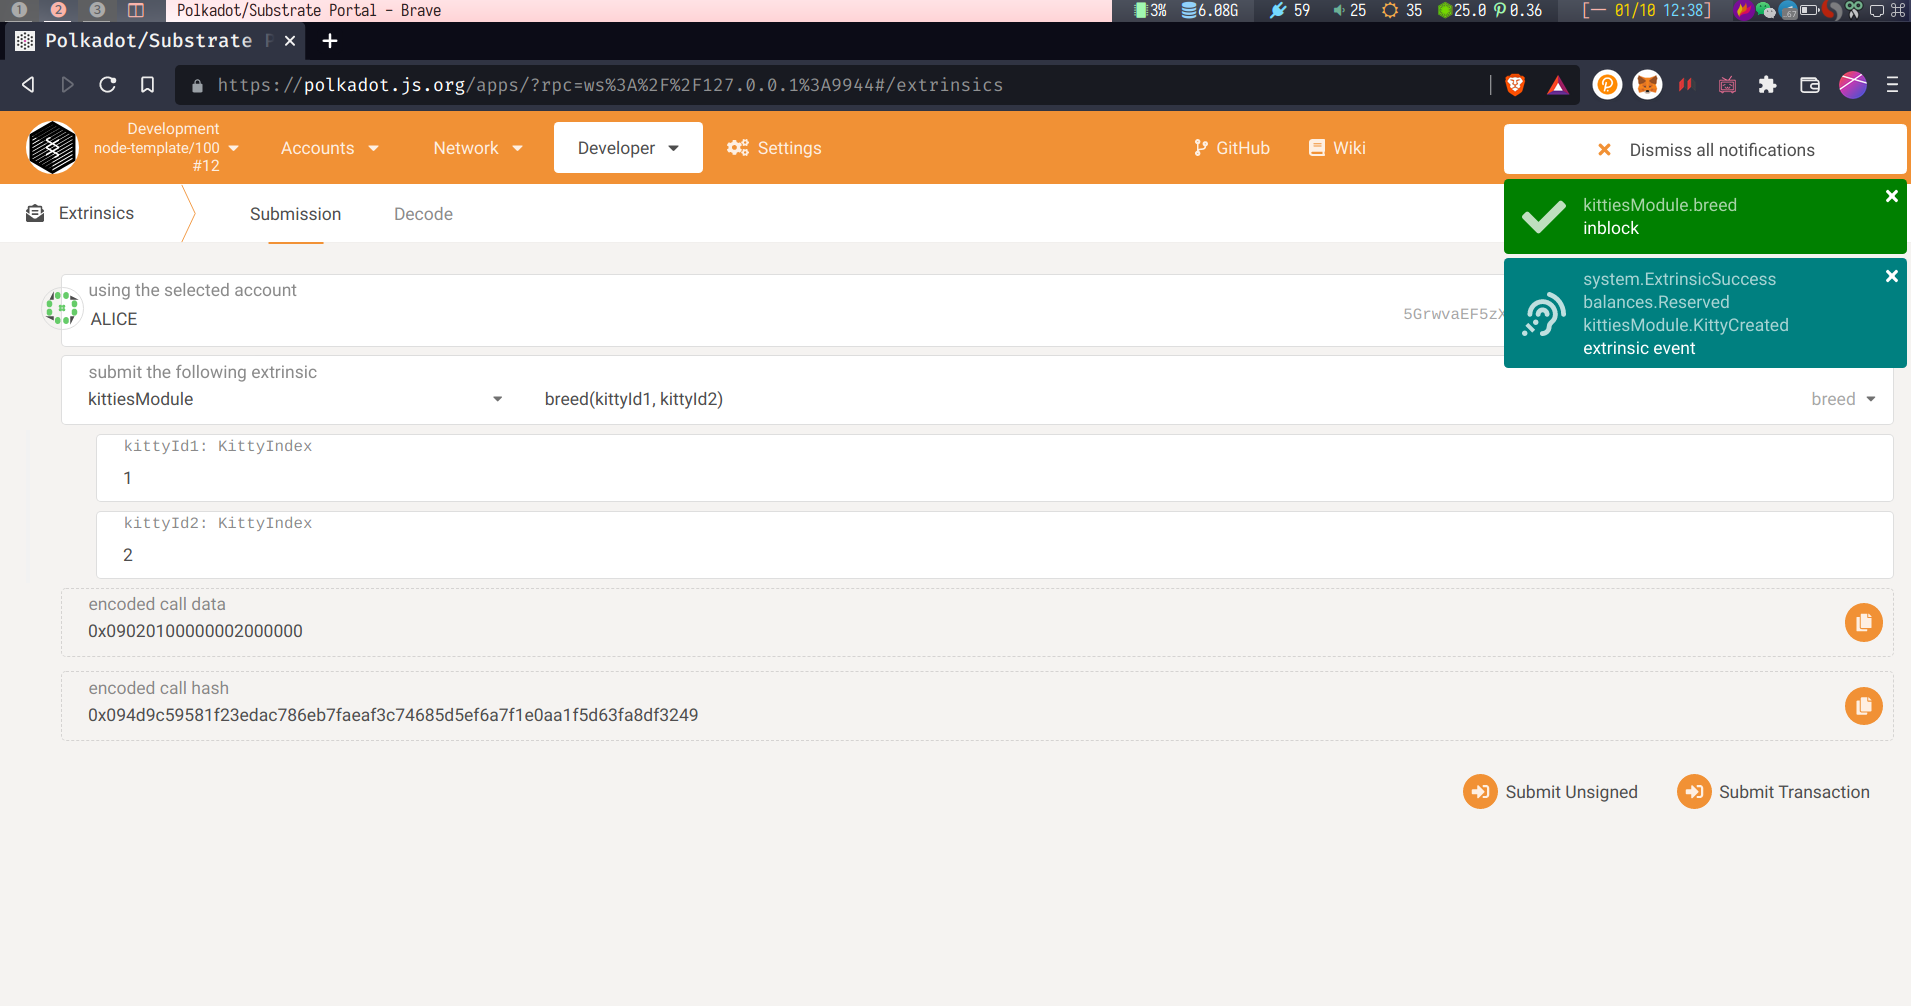 1 2 3 Polkadot/Substrate Portal - Brave 3% 6.08G 59 25 35 25.0 0.36 [一 01/10 12:38]
Polkadot/Substrate P
https://polkadot.js.org/apps/?rpc=ws%3A%2F%2F127.0.0.1%3A9944#/extrinsics
Development
node-template/100
#12
Accounts
Network
Developer
Settings
GitHub
Wiki
Dismiss all notifications
Extrinsics
Submission
Decode
kittiesModule.breed
inblock
system.ExtrinsicSuccess
balances.Reserved
kittiesModule.KittyCreated
extrinsic event
using the selected account
ALICE
5GrwvaEF5zX
submit the following extrinsic
kittiesModule
breed(kittyId1, kittyId2)
breed
kittyId1: KittyIndex
1
kittyId2: KittyIndex
2
encoded call data
0x09020100000002000000
encoded call hash
0x094d9c59581f23edac786eb7faeaf3c74685d5ef6a7f1e0aa1f5d63fa8df3249
Submit Unsigned
Submit Transaction